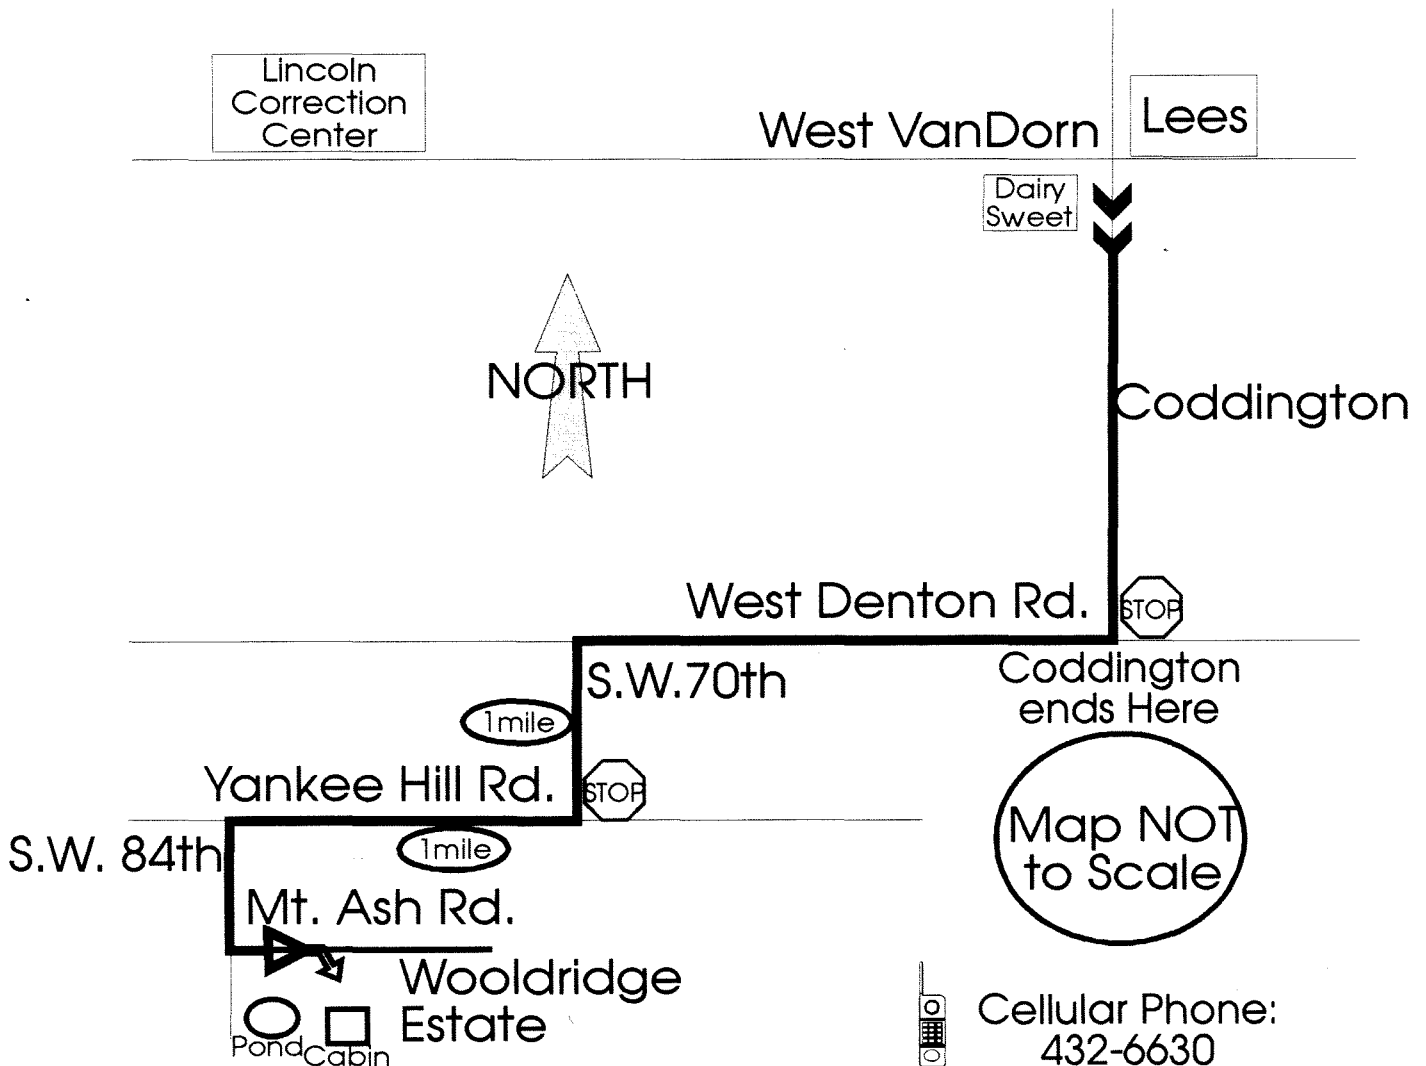 Lincoln
Correction
Center
West VanDorn
Lees
Dairy
Sweet
NORTH
Coddington
West Denton Rd.
STOP
S.W.70th
Coddington
ends Here
1mile
Yankee Hill Rd.
STOP
S.W. 84th
1mile
Map NOT
to Scale
Mt. Ash Rd.
Wooldridge
Estate
Pond
Cabin
Cellular Phone:
432-6630